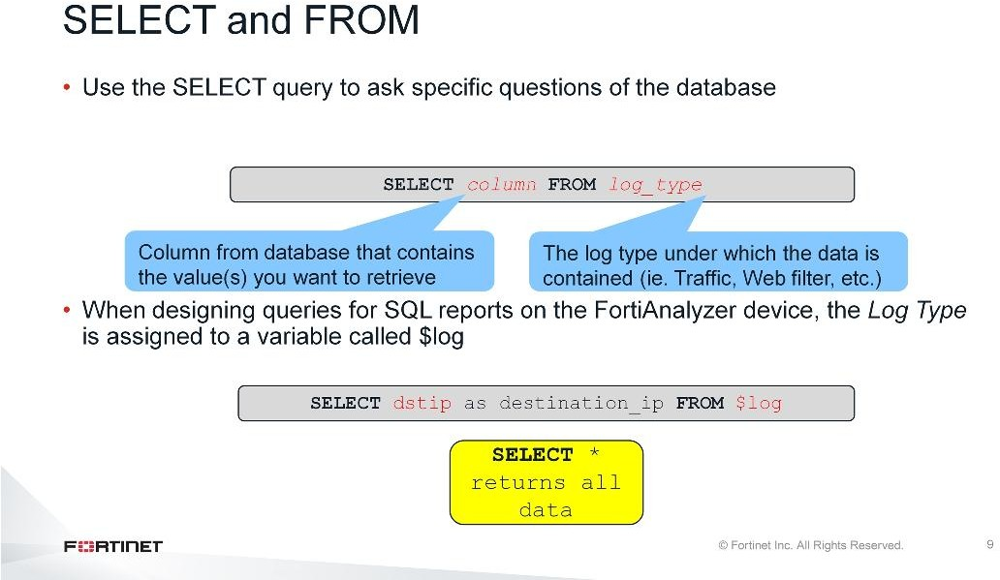 SELECT and FROM
• Use the SELECT query to ask specific questions of the database
SELECT column FROM log_type
Column from database that contains
the value(s) you want to retrieve
The log type under which the data is
contained (ie. Traffic, Web filter, etc.)
• When designing queries for SQL reports on the FortiAnalyzer device, the Log Type
is assigned to a variable called $log
SELECT dstip as destination_ip FROM $log
SELECT *
returns all
data
FORTINET
© Fortinet Inc. All Rights Reserved.
9